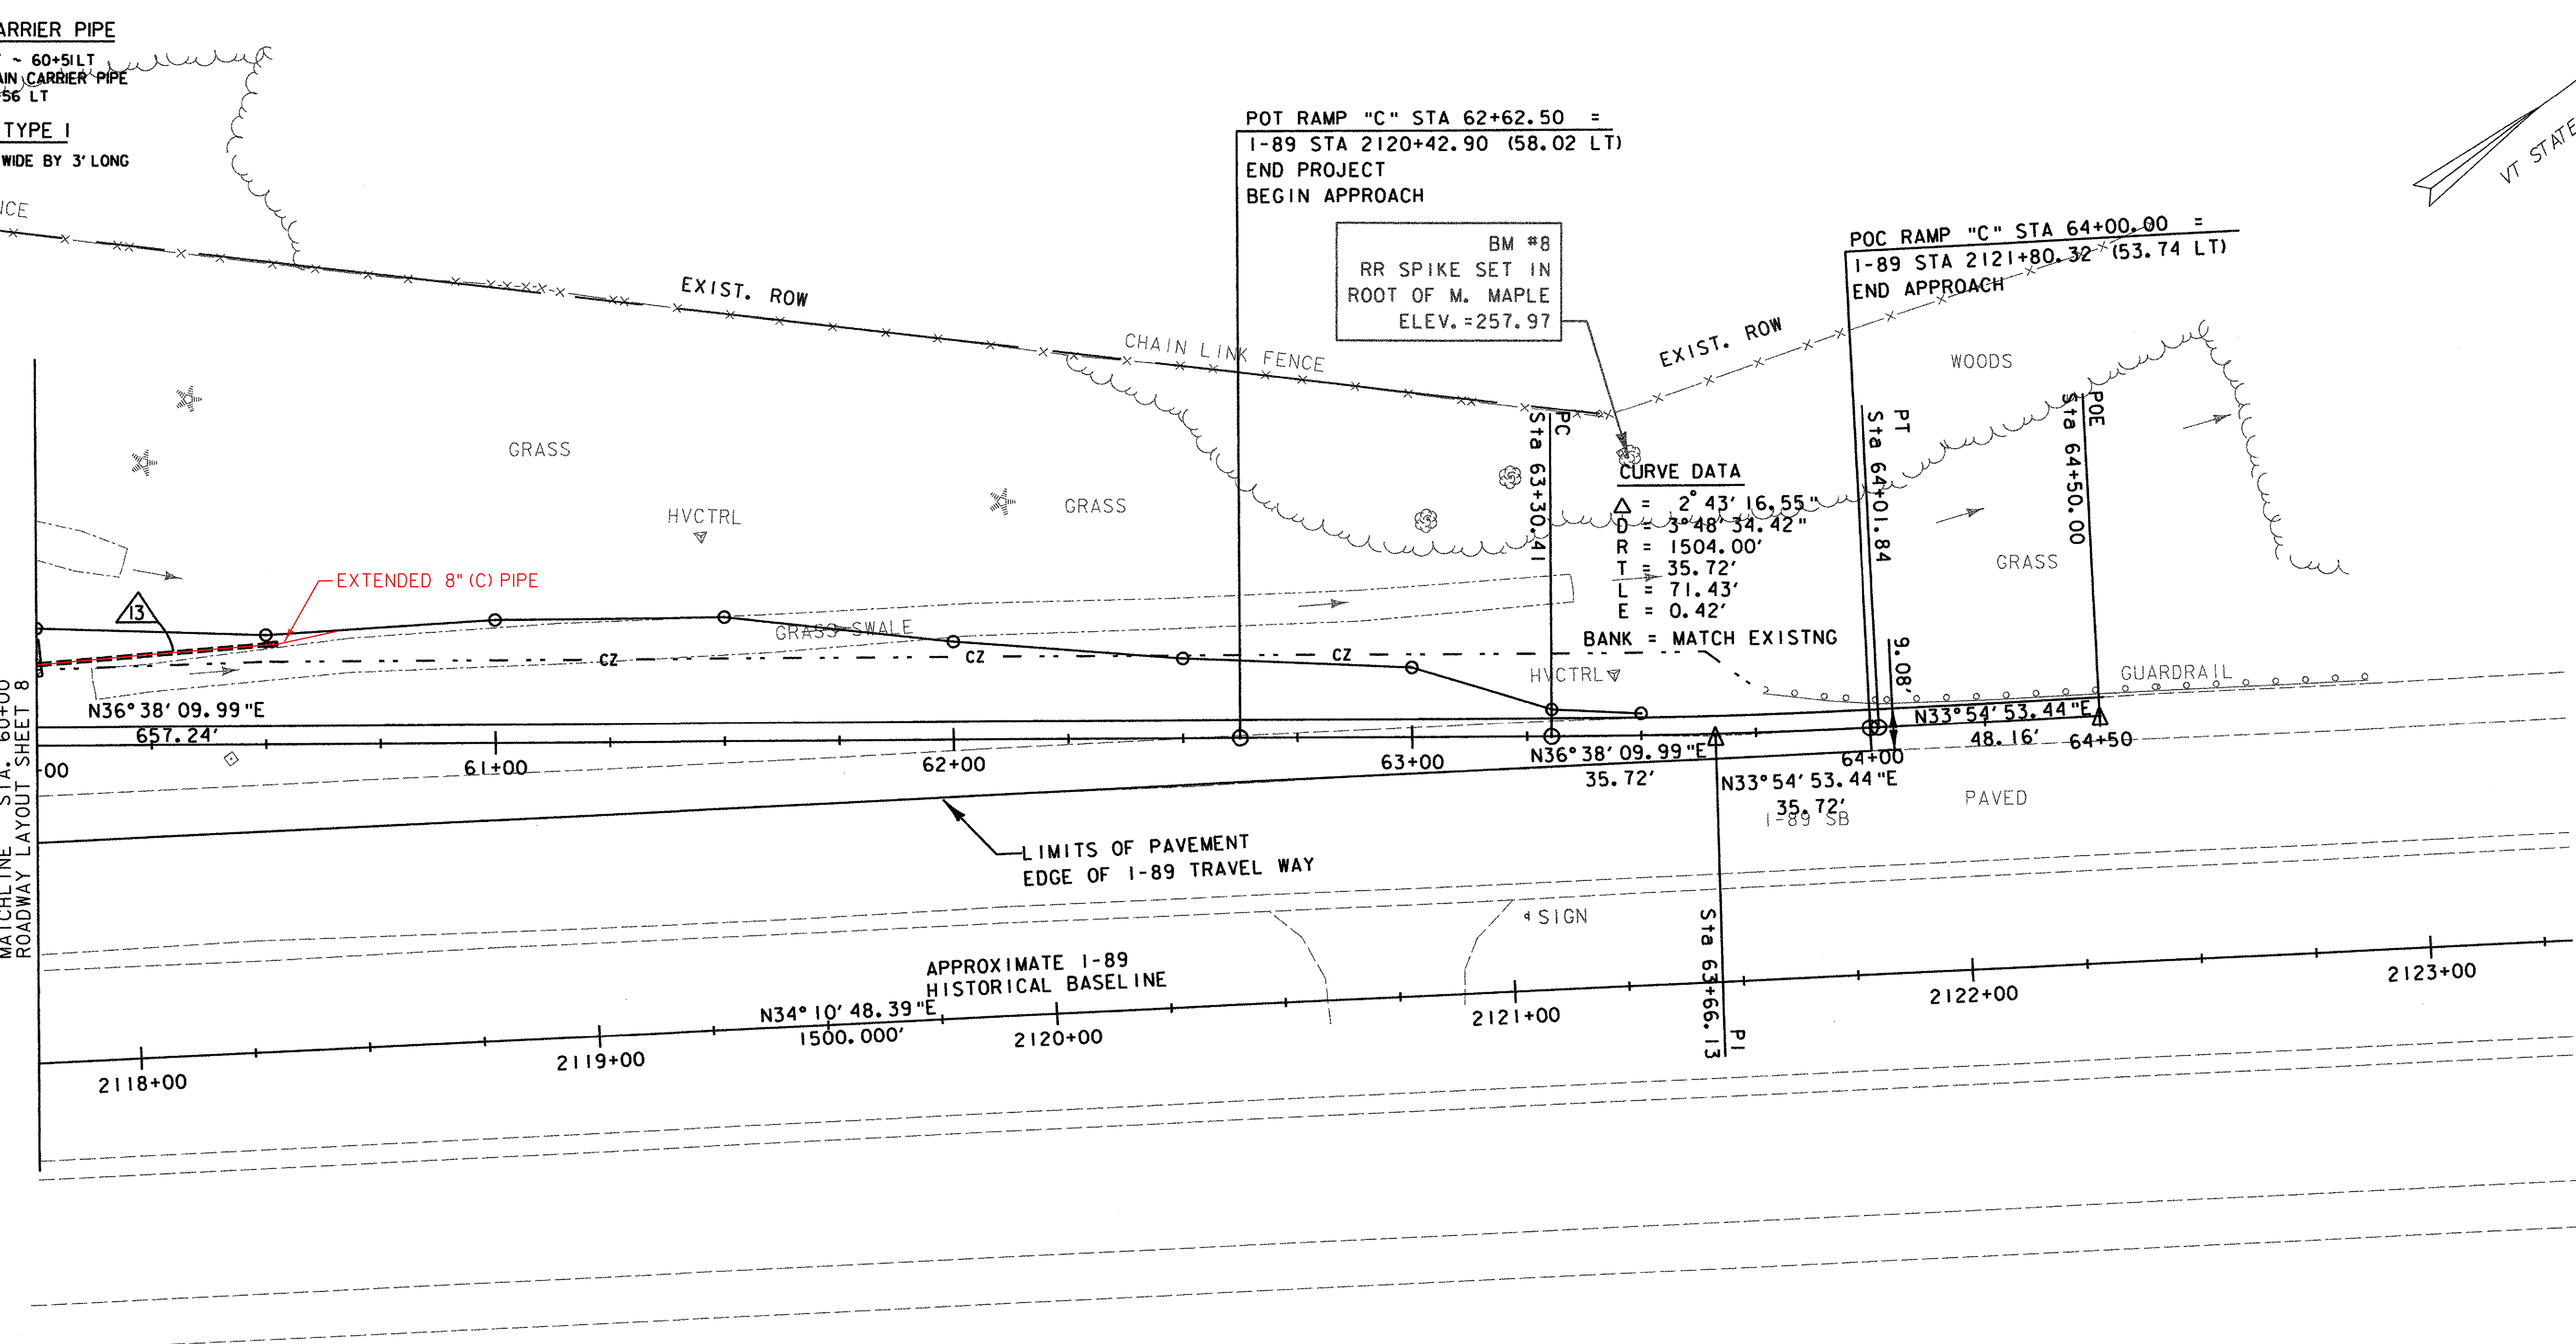 ARRIER PIPE
~ 60+51LT
AIN CARRIER PIPE
56 LT
TYPE I
WIDE BY 3' LONG
NCE
EXIST. ROW
CHAIN LINK FENCE
POT RAMP "C" STA 62+62.50 =
I-89 STA 2120+42.90 (58.02 LT)
END PROJECT
BEGIN APPROACH
BM #8
RR SPIKE SET IN
ROOT OF M. MAPLE
ELEV.=257.97
EXIST. ROW
POC RAMP "C" STA 64+00.00 =
I-89 STA 2121+80.32 (53.74 LT)
END APPROACH
VT STATE
WOODS
GRASS
HVCTRL
GRASS
PC
Sta 63+30.41
CURVE DATA
Δ = 2°43'16.55"
D = 3°48'34.42"
R = 1504.00'
T = 35.72'
L = 71.43'
E = 0.42'
BANK = MATCH EXISTNG
PT
Sta 64+01.84
POE
Sta 64+50.00
GRASS
EXTENDED 8"(C) PIPE
13
GRASS SWALE
CZ
CZ
CZ
HVCTRL
9.08'
GUARDRAIL
MATCHLINE STA. 60+00
ROADWAY LAYOUT SHEET 8
N36°38'09.99"E
657.24'
00
61+00
62+00
63+00
N36°38'09.99"E
35.72'
64+00
N33°54'53.44"E
48.16'
64+50
N33°54'53.44"E
35.72'
I-89 SB
PAVED
LIMITS OF PAVEMENT
EDGE OF I-89 TRAVEL WAY
SIGN
Sta 63+66.13
PI
APPROXIMATE I-89
HISTORICAL BASELINE
N34°10'48.39"E
1500.000'
2118+00
2119+00
2120+00
2121+00
2122+00
2123+00